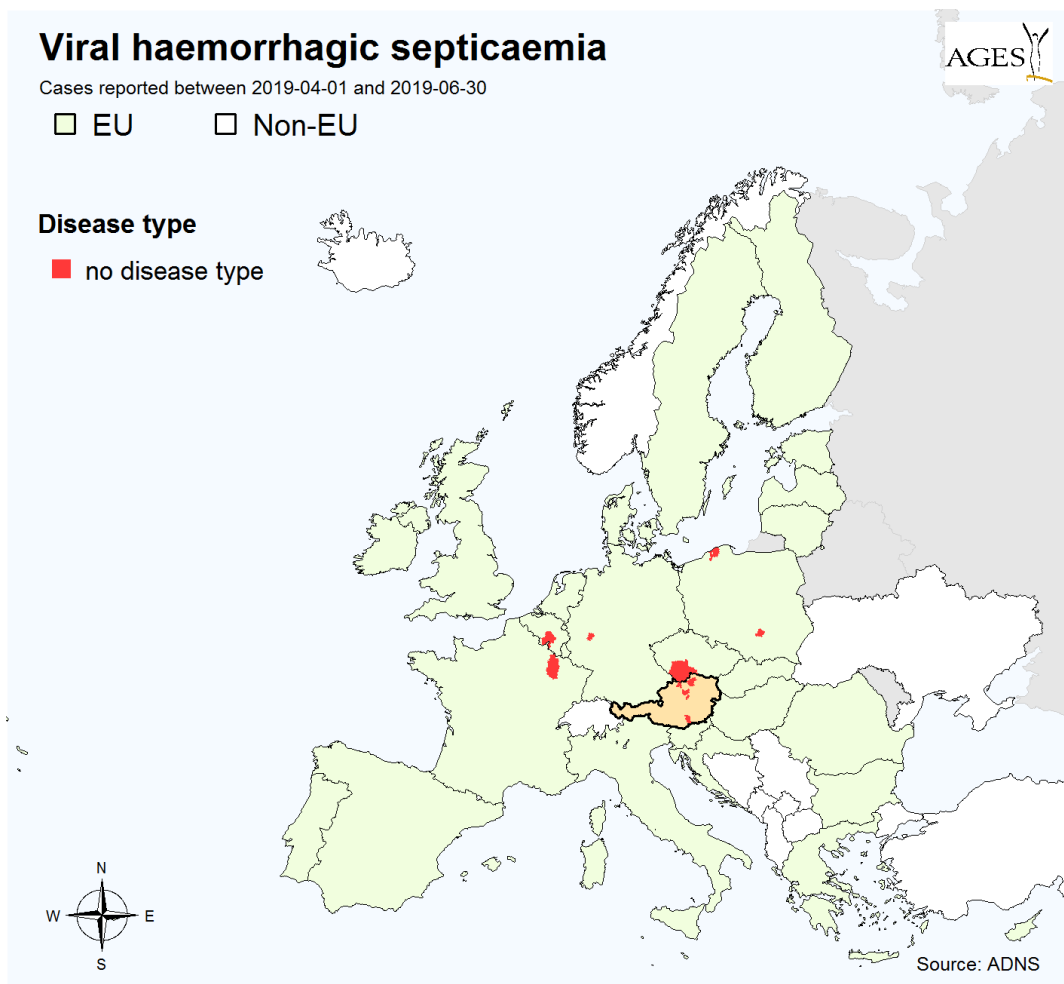 Viral haemorrhagic septicaemia
Cases reported between 2019-04-01 and 2019-06-30
EU
Non-EU
AGES
Disease type
no disease type
N
W
E
S
Source: ADNS